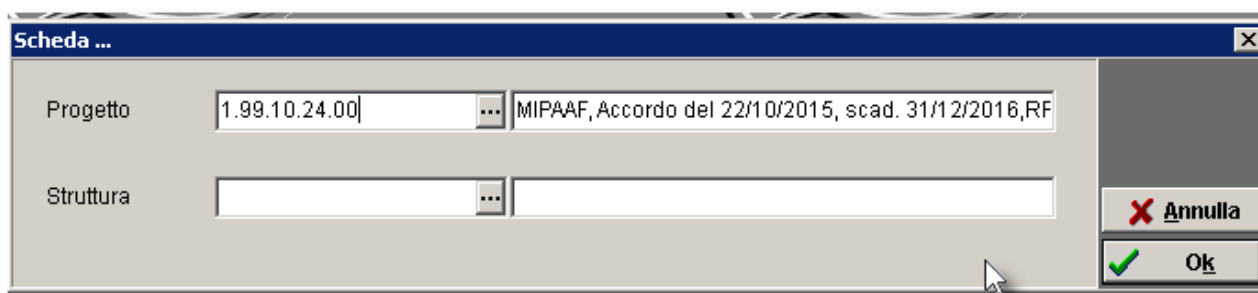 Scheda ...
Progetto 1.99.10.24.00 ... MIPAAF, Accordo del 22/10/2015, scad. 31/12/2016,RF
Struttura ...
Annulla
Ok